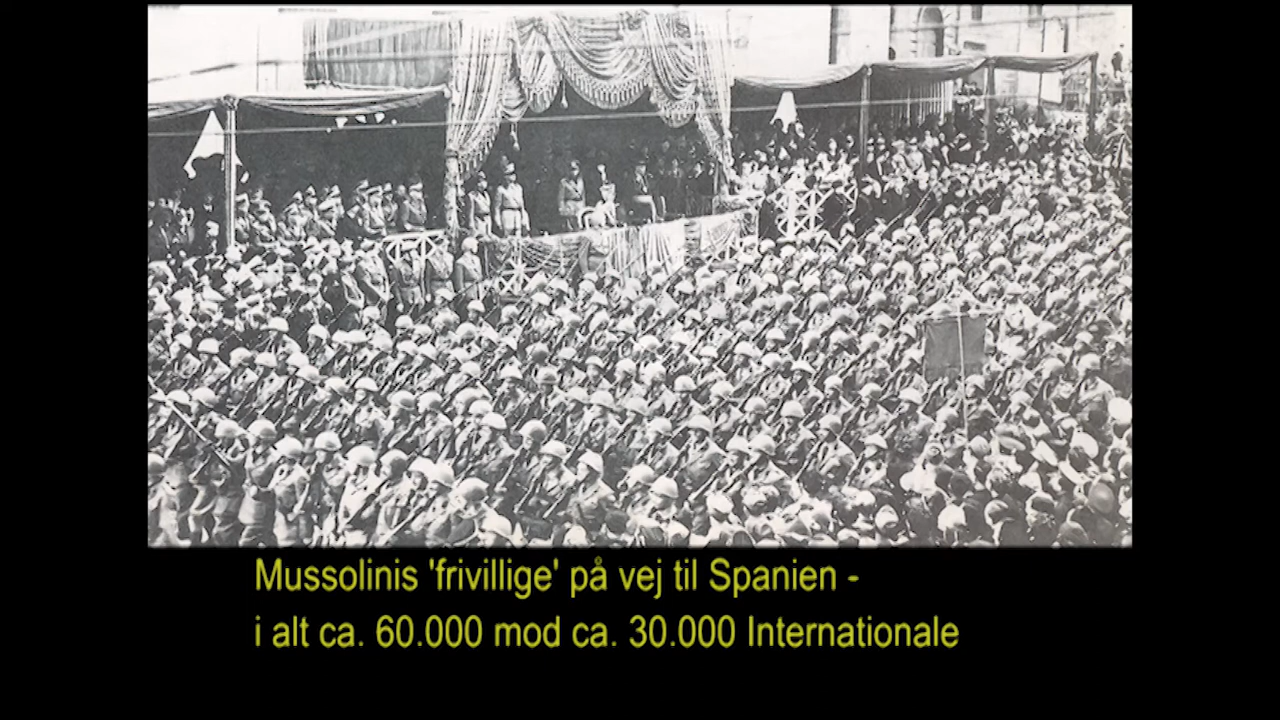 Mussolinis 'frivillige' på vej til Spanien -
i alt ca. 60.000 mod ca. 30.000 Internationale